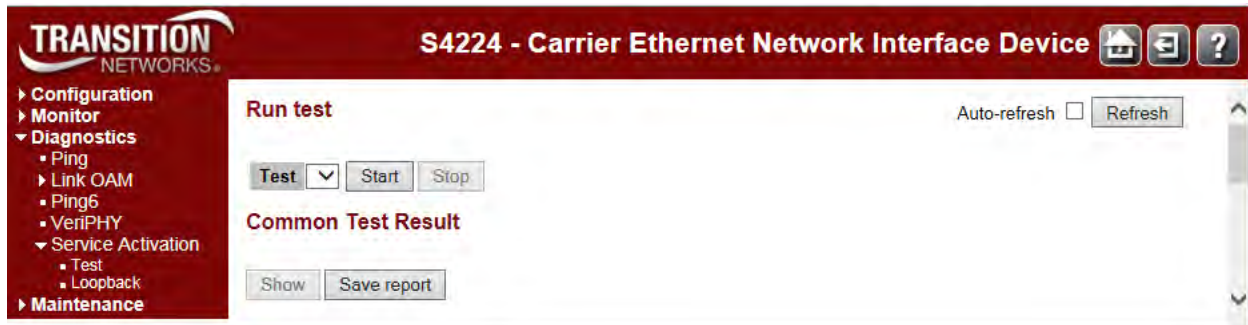 TRANSITION
NETWORKS®
S4224 - Carrier Ethernet Network Interface Device
?
Configuration
Monitor
Diagnostics
Ping
Link OAM
Ping6
VeriPHY
Service Activation
Test
Loopback
Maintenance
Run test
Auto-refresh Refresh
Test Start Stop
Common Test Result
Show Save report